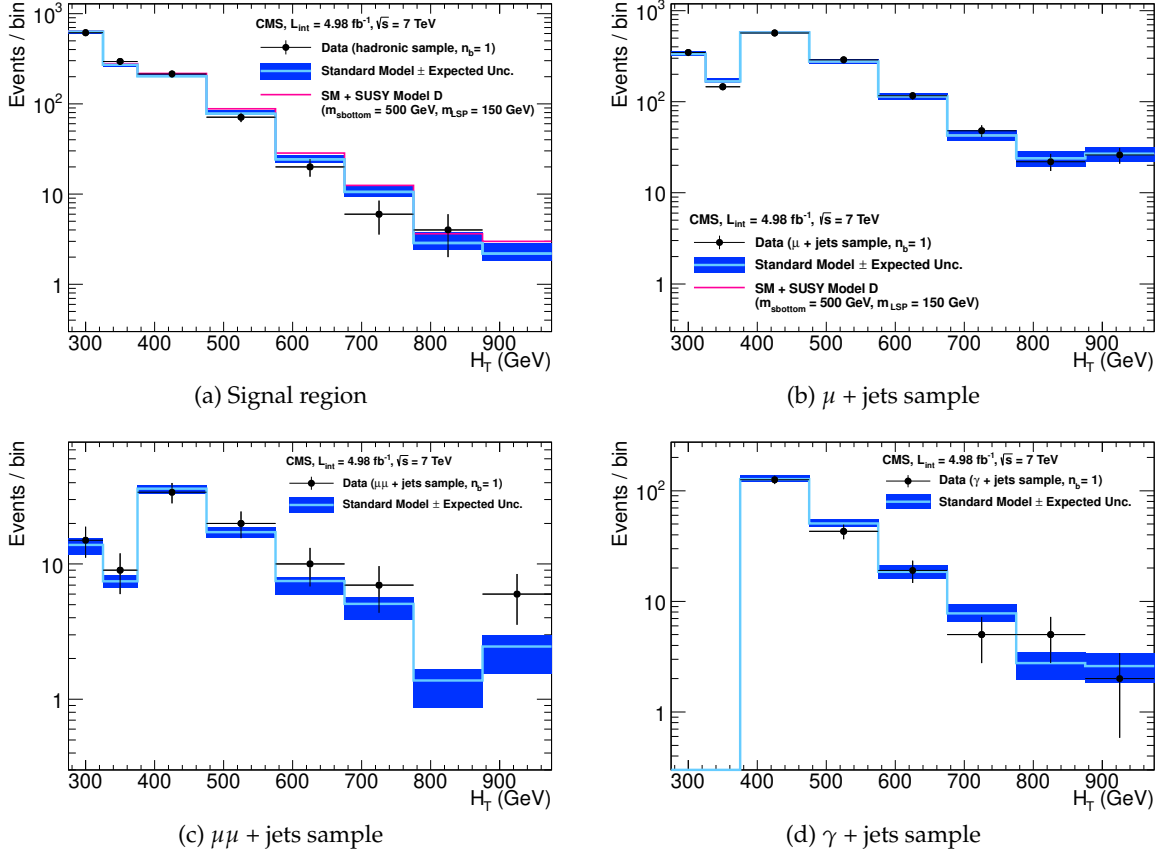 Events / bin
10³
10²
10
1
CMS, L_int = 4.98 fb⁻¹, √s = 7 TeV
Data (hadronic sample, n_b= 1)
Standard Model ± Expected Unc.
SM + SUSY Model D
(m_sbottom = 500 GeV, m_LSP = 150 GeV)
300 400 500 600 700 800 900
H_T (GeV)
(a) Signal region
Events / bin
10³
10²
10
1
CMS, L_int = 4.98 fb⁻¹, √s = 7 TeV
Data (μ + jets sample, n_b= 1)
Standard Model ± Expected Unc.
SM + SUSY Model D
(m_sbottom = 500 GeV, m_LSP = 150 GeV)
300 400 500 600 700 800 900
H_T (GeV)
(b) μ + jets sample
Events / bin
10
1
CMS, L_int = 4.98 fb⁻¹, √s = 7 TeV
Data (μμ + jets sample, n_b= 1)
Standard Model ± Expected Unc.
300 400 500 600 700 800 900
H_T (GeV)
(c) μμ + jets sample
Events / bin
10²
10
1
CMS, L_int = 4.98 fb⁻¹, √s = 7 TeV
Data (γ + jets sample, n_b= 1)
Standard Model ± Expected Unc.
300 400 500 600 700 800 900
H_T (GeV)
(d) γ + jets sample